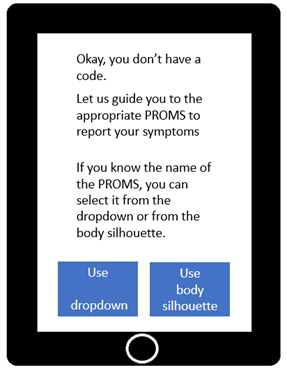 Okay, you don't have a
code.
Let us guide you to the
appropriate PROMS to
report your symptoms
If you know the name of
the PROMS, you can
select it from the
dropdown or from the
body silhouette.
Use
dropdown
Use
body
silhouette